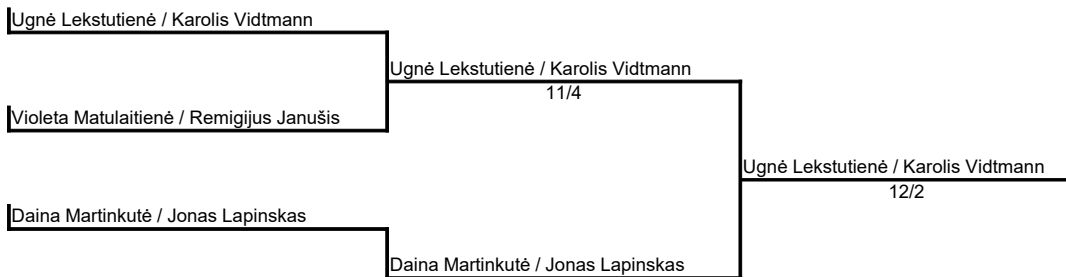 Ugnė Lekstutienė / Karolis Vidtmann
Ugnė Lekstutienė / Karolis Vidtmann
11/4
Violeta Matulaitienė / Remigijus Janušis
Ugnė Lekstutienė / Karolis Vidtmann
12/2
Daina Martinkutė / Jonas Lapinskas
Daina Martinkutė / Jonas Lapinskas